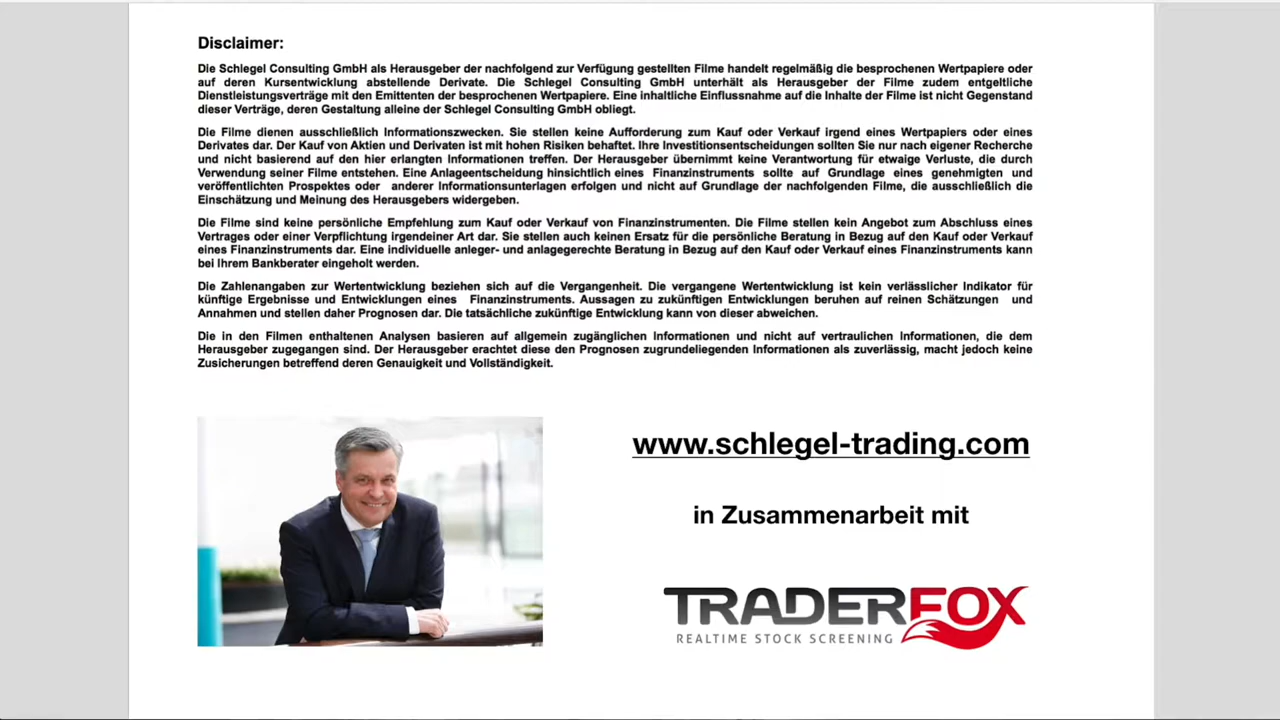 Disclaimer:
Die Schlegel Consulting GmbH als Herausgeber der nachfolgend zur Verfügung gestellten Filme handelt regelmäßig die besprochenen Wertpapiere oder
auf deren Kursentwicklung abstellende Derivate. Die Schlegel Consulting GmbH unterhält als Herausgeber der Filme zudem entgeltliche
Dienstleistungsverträge mit den Emittenten der besprochenen Wertpapiere. Eine inhaltliche Einflussnahme auf die Inhalte der Filme ist nicht Gegenstand
dieser Verträge, deren Gestaltung alleine der Schlegel Consulting GmbH obliegt.
Die Filme dienen ausschließlich Informationszwecken. Sie stellen keine Aufforderung zum Kauf oder Verkauf irgend eines Wertpapiers oder eines
Derivates dar. Der Kauf von Aktien und Derivaten ist mit hohen Risiken behaftet. Ihre Investitionsentscheidungen sollten Sie nur nach eigener Recherche
und nicht basierend auf den hier erlangten Informationen treffen. Der Herausgeber übernimmt keine Verantwortung für etwaige Verluste, die durch
Verwendung seiner Filme entstehen. Eine Anlageentscheidung hinsichtlich eines Finanzinstruments sollte auf Grundlage eines genehmigten und
veröffentlichten Prospektes oder anderer Informationsunterlagen erfolgen und nicht auf Grundlage der nachfolgenden Filme, die ausschließlich die
Einschätzung und Meinung des Herausgebers widergeben.
Die Filme sind keine persönliche Empfehlung zum Kauf oder Verkauf von Finanzinstrumenten. Die Filme stellen kein Angebot zum Abschluss eines
Vertrages oder einer Verpflichtung irgendeiner Art dar. Sie stellen auch keinen Ersatz für die persönliche Beratung in Bezug auf den Kauf oder Verkauf
eines Finanzinstruments dar. Eine individuelle anleger- und anlagegerechte Beratung in Bezug auf den Kauf oder Verkauf eines Finanzinstruments kann
bei Ihrem Bankberater eingeholt werden.
Die Zahlenangaben zur Wertentwicklung beziehen sich auf die Vergangenheit. Die vergangene Wertentwicklung ist kein verlässlicher Indikator für
künftige Ergebnisse und Entwicklungen eines Finanzinstruments. Aussagen zu zukünftigen Entwicklungen beruhen auf reinen Schätzungen und
Annahmen und stellen daher Prognosen dar. Die tatsächliche zukünftige Entwicklung kann von dieser abweichen.
Die in den Filmen enthaltenen Analysen basieren auf allgemein zugänglichen Informationen und nicht auf vertraulichen Informationen, die dem
Herausgeber zugegangen sind. Der Herausgeber erachtet diese den Prognosen zugrundeliegenden Informationen als zuverlässig, macht jedoch keine
Zusicherungen betreffend deren Genauigkeit und Vollständigkeit.
www.schlegel-trading.com
in Zusammenarbeit mit
TRADERFOX
REALTIME STOCK SCREENING